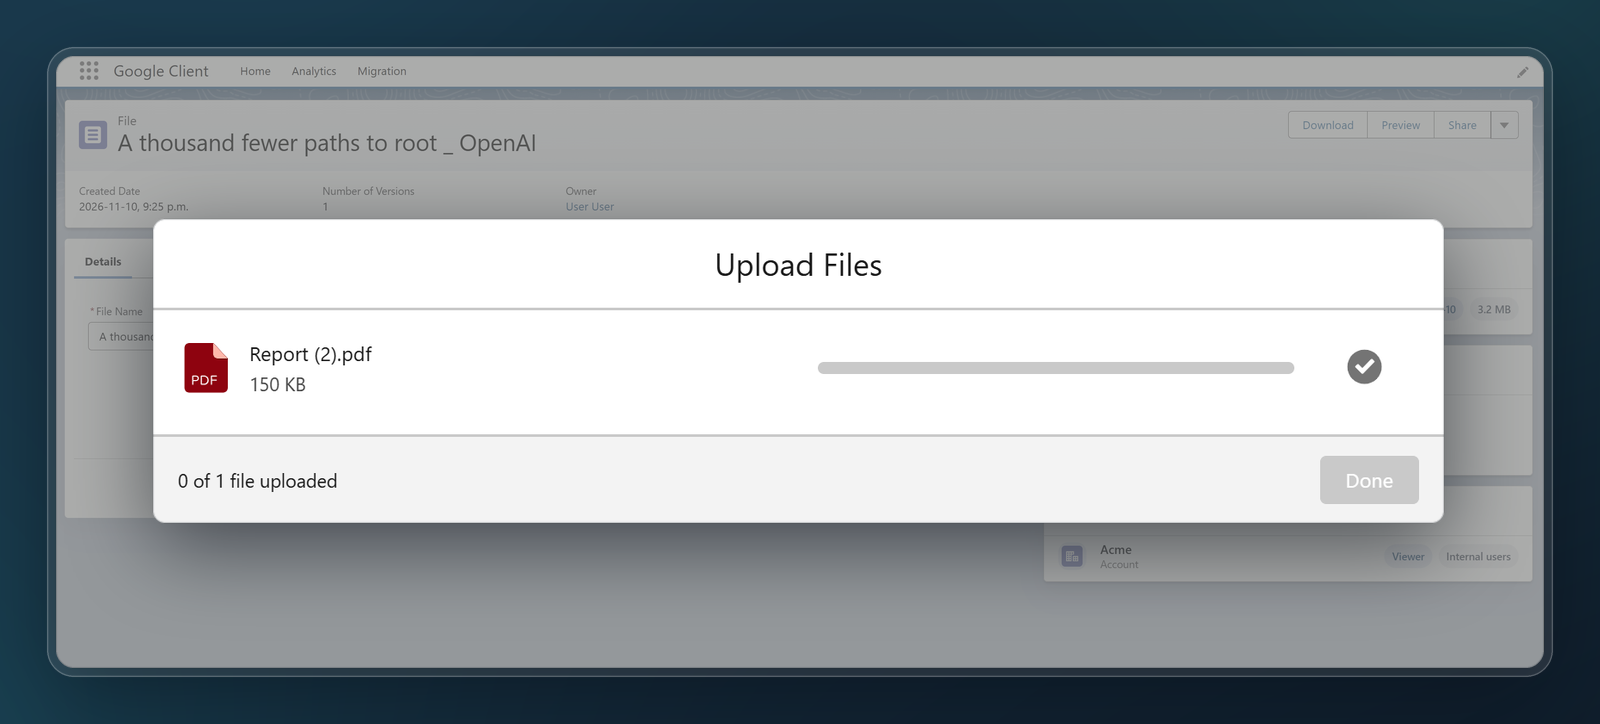 Google Client Home Analytics Migration
File
A thousand fewer paths to root _ OpenAI
Download Preview Share
Created Date Number of Versions Owner
2026-11-10, 9:25 p.m. 1 User User
Upload Files
Details
* File Name
A thousand
10 3.2 MB
Report (2).pdf
PDF
150 KB
0 of 1 file uploaded
Done
Acme
Account
Viewer Internal users